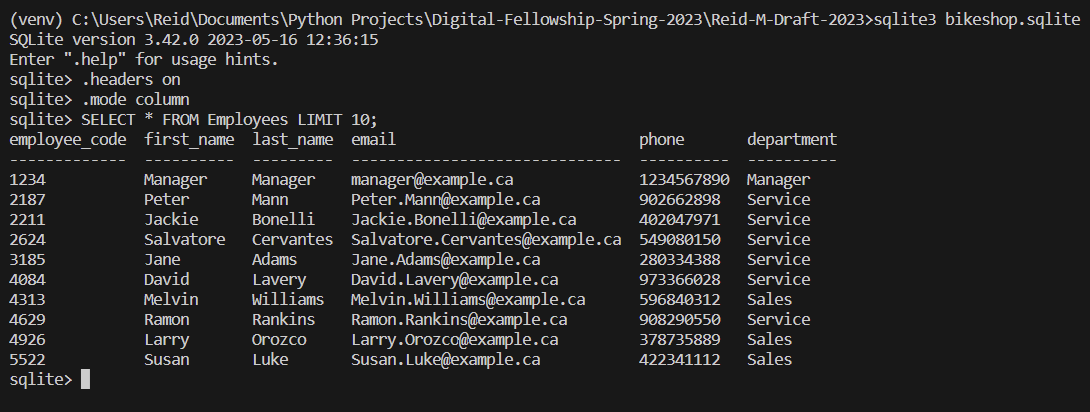 (venv) C:\Users\Reid\Documents\Python Projects\Digital-Fellowship-Spring-2023\Reid-M-Draft-2023>sqlite3 bikeshop.sqlite
SQLite version 3.42.0 2023-05-16 12:36:15
Enter ".help" for usage hints.
sqlite> .headers on
sqlite> .mode column
sqlite> SELECT * FROM Employees LIMIT 10;
employee_code  first_name  last_name  email                          phone       department
-------------  ----------  ---------  -----------------------------  ----------  ----------
1234           Manager     Manager    manager@example.ca             1234567890  Manager
2187           Peter       Mann       Peter.Mann@example.ca          902662898   Service
2211           Jackie      Bonelli    Jackie.Bonelli@example.ca      402047971   Service
2624           Salvatore   Cervantes  Salvatore.Cervantes@example.ca  549080150   Service
3185           Jane        Adams      Jane.Adams@example.ca          280334388   Service
4084           David       Lavery     David.Lavery@example.ca        973366028   Service
4313           Melvin      Williams   Melvin.Williams@example.ca     596840312   Sales
4629           Ramon       Rankins    Ramon.Rankins@example.ca       908290550   Service
4926           Larry       Orozco     Larry.Orozco@example.ca        378735889   Sales
5522           Susan       Luke       Susan.Luke@example.ca          422341112   Sales
sqlite>